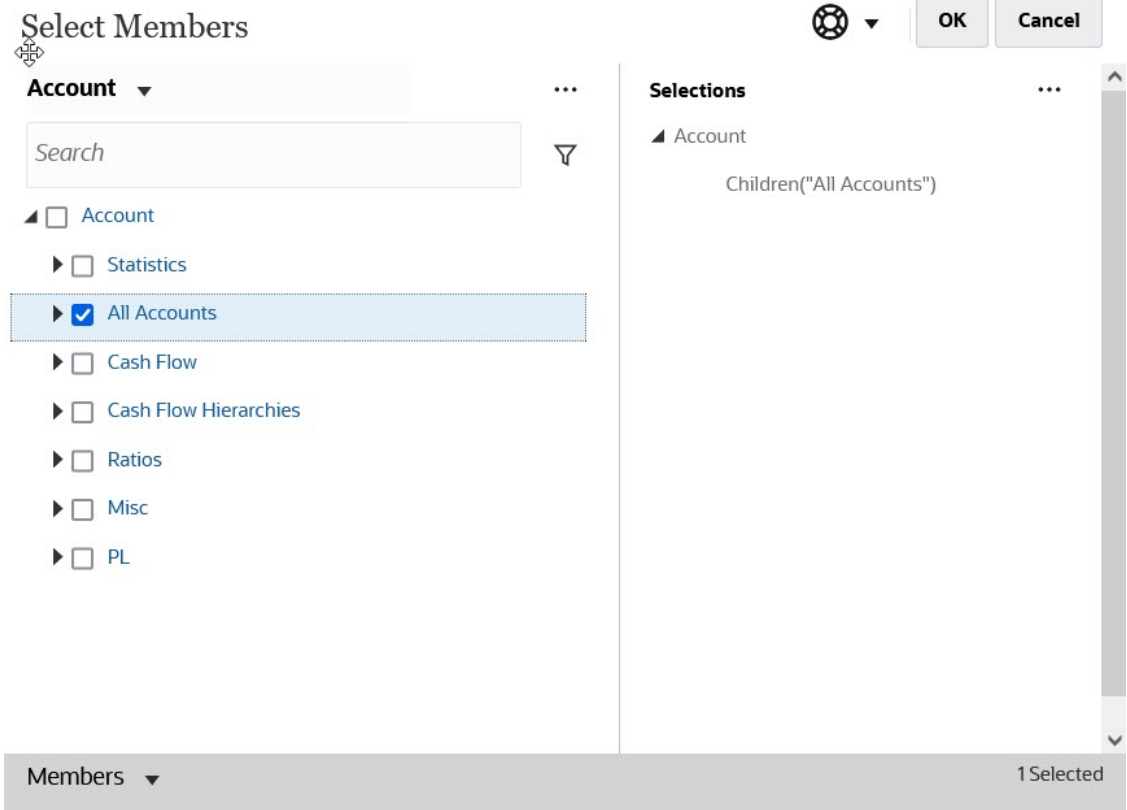 Select Members
OK
Cancel
Account
Search
Account
Statistics
All Accounts
Cash Flow
Cash Flow Hierarchies
Ratios
Misc
PL
Selections
Account
Children("All Accounts")
Members
1 Selected